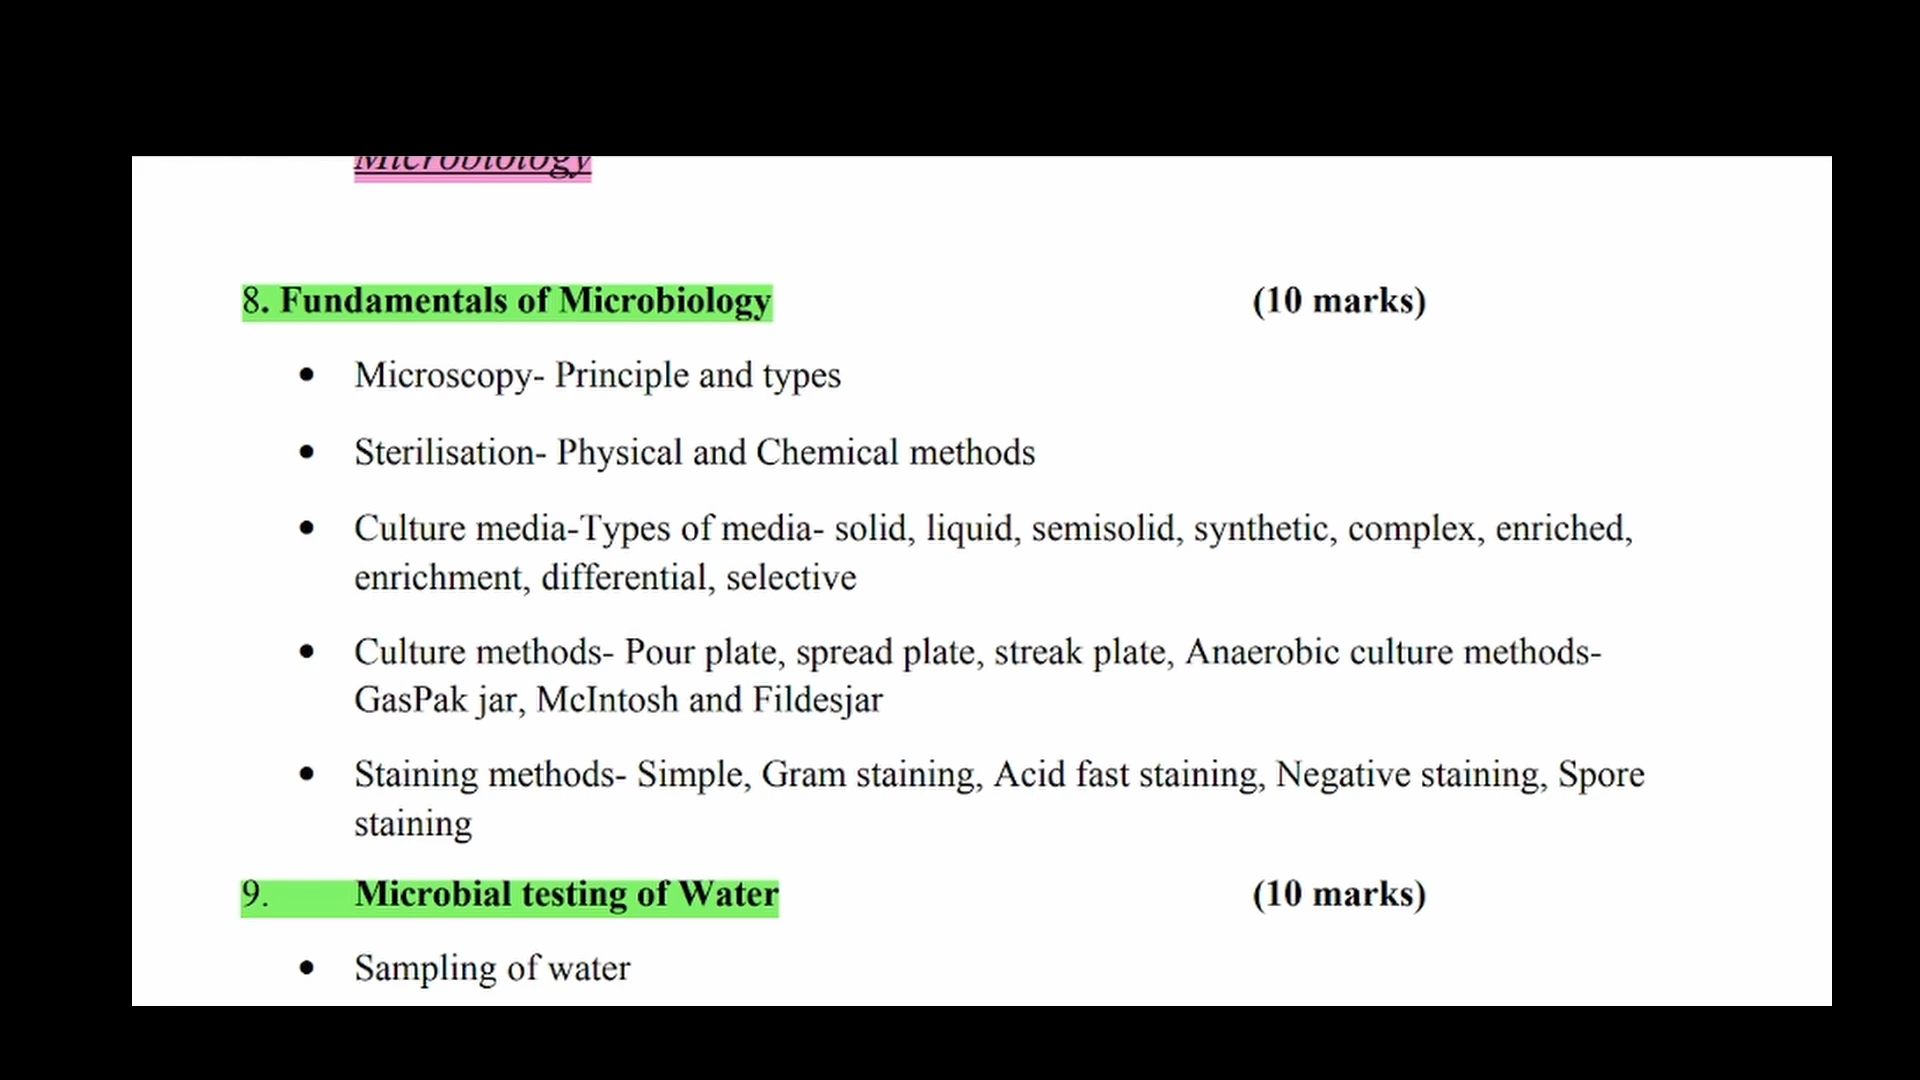 Microbiology
8. Fundamentals of Microbiology (10 marks)
• Microscopy- Principle and types
• Sterilisation- Physical and Chemical methods
• Culture media-Types of media- solid, liquid, semisolid, synthetic, complex, enriched,
enrichment, differential, selective
• Culture methods- Pour plate, spread plate, streak plate, Anaerobic culture methods-
GasPak jar, McIntosh and Fildesjar
• Staining methods- Simple, Gram staining, Acid fast staining, Negative staining, Spore
staining
9. Microbial testing of Water (10 marks)
• Sampling of water